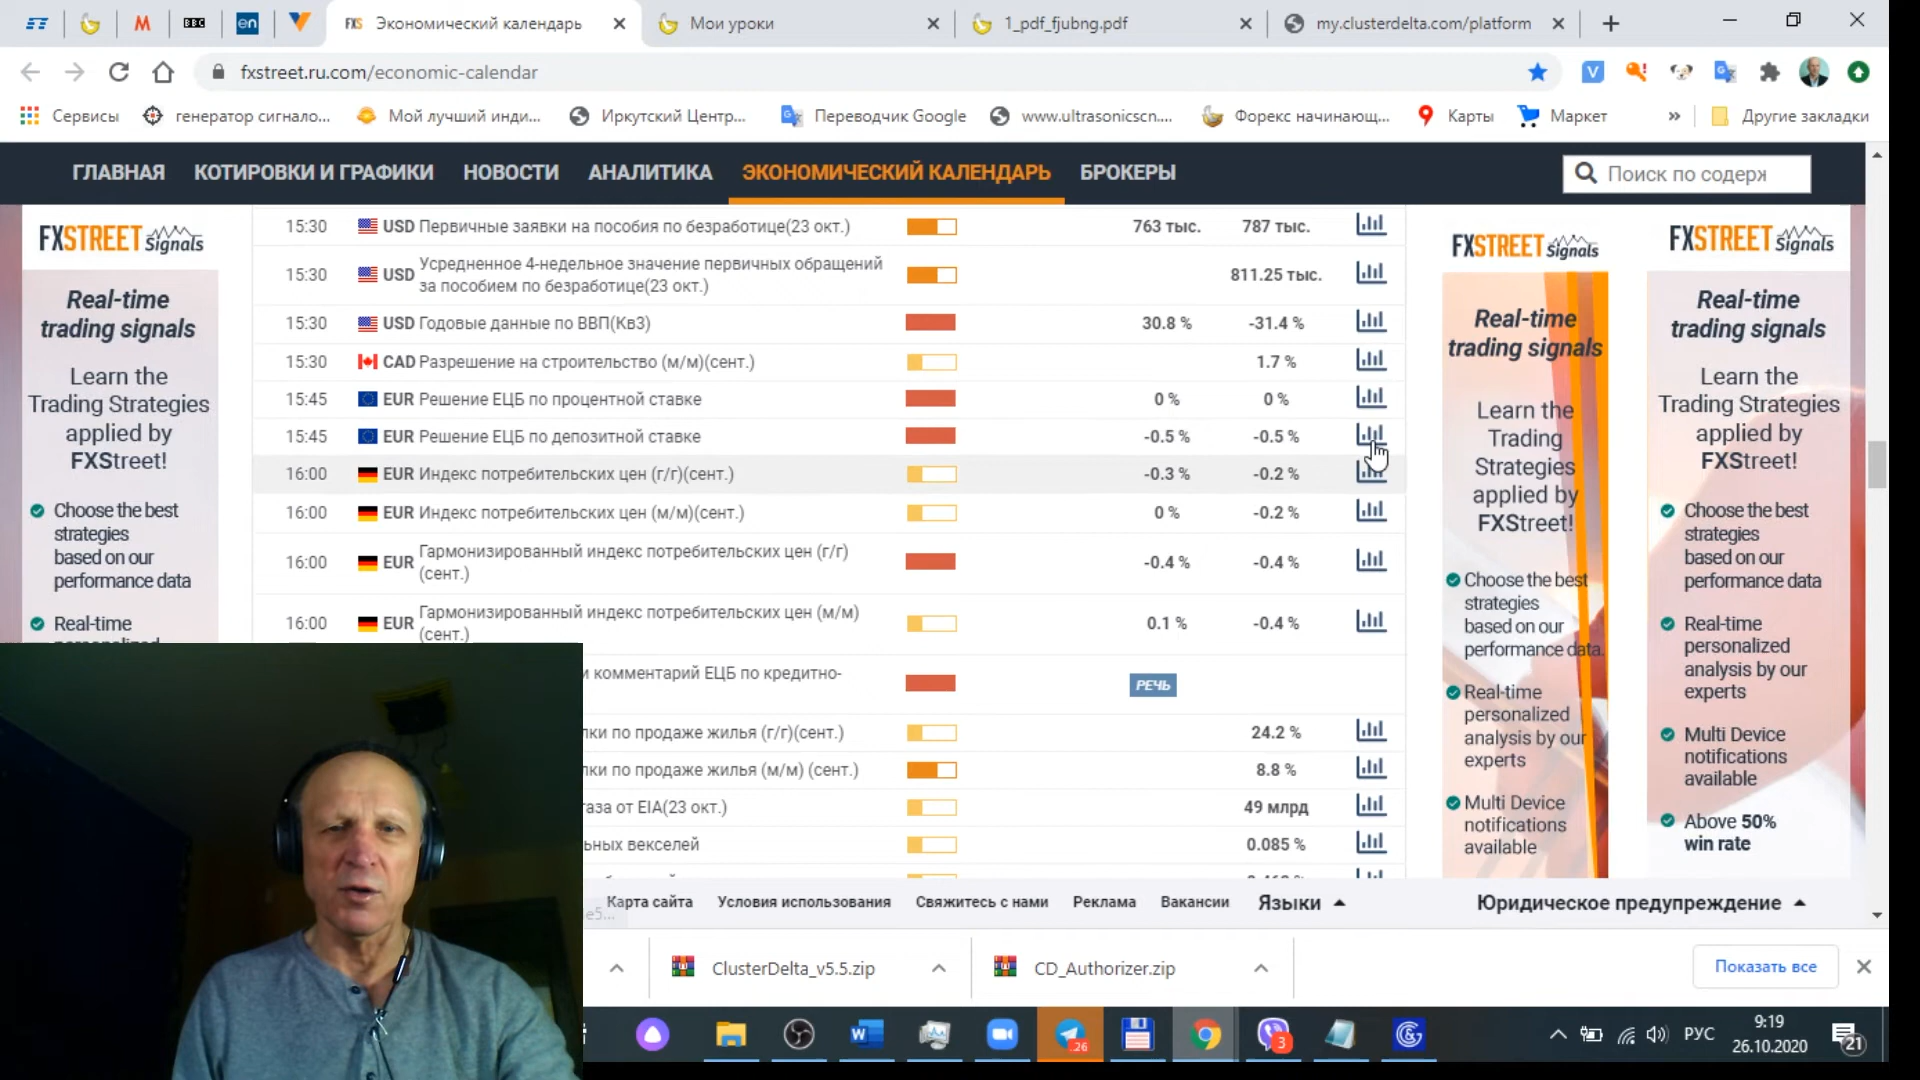 BBC
en
FXS Экономический календарь
Мои уроки
1_pdf_fjubng.pdf
my.clusterdelta.com/platform
fxstreet.ru.com/economic-calendar
Сервисы
генератор сигнало...
Мой лучший инди...
Иркутский Центр...
Переводчик Google
www.ultrasonicscn....
Форекс начинающ...
Карты
Маркет
»
Другие закладки
ГЛАВНАЯ
КОТИРОВКИ И ГРАФИКИ
НОВОСТИ
АНАЛИТИКА
ЭКОНОМИЧЕСКИЙ КАЛЕНДАРЬ
БРОКЕРЫ
Поиск по содерж
FXSTREET Signals
Real-time
trading signals
Learn the
Trading Strategies
applied by
FXStreet!
Choose the best
strategies
based on our
performance data
Real-time
15:30 USD Первичные заявки на пособия по безработице(23 окт.) 763 тыс. 787 тыс.
15:30 USD Усредненное 4-недельное значение первичных обращений
за пособием по безработице(23 окт.) 811.25 тыс.
15:30 USD Годовые данные по ВВП(Кв3) 30.8 % -31.4 %
15:30 CAD Разрешение на строительство (м/м)(сент.) 1.7 %
15:45 EUR Решение ЕЦБ по процентной ставке 0 % 0 %
15:45 EUR Решение ЕЦБ по депозитной ставке -0.5 % -0.5 %
16:00 EUR Индекс потребительских цен (г/г)(сент.) -0.3 % -0.2 %
16:00 EUR Индекс потребительских цен (м/м)(сент.) 0 % -0.2 %
16:00 EUR Гармонизированный индекс потребительских цен (г/г)
(сент.) -0.4 % -0.4 %
16:00 EUR Гармонизированный индекс потребительских цен (м/м)
(сент.) 0.1 % -0.4 %
и комментарий ЕЦБ по кредитно-
РЕЧЬ
лки по продаже жилья (г/г)(сент.) 24.2 %
лки по продаже жилья (м/м) (сент.) 8.8 %
газа от EIA(23 окт.) 49 млрд
ьных векселей 0.085 %
FXSTREET Signals
Real-time
trading signals
Learn the
Trading
Strategies
applied by
FXStreet!
Choose the best
strategies
based on our
performance data.
Real-time
personalized
analysis by our
experts
Multi Device
notifications
available
FXSTREET Signals
Real-time
trading signals
Learn the
Trading Strategies
applied by
FXStreet!
Choose the best
strategies
based on our
performance data
Real-time
personalized
analysis by our
experts
Multi Device
notifications
available
Above 50%
win rate
Карта сайта
Условия использования
Свяжитесь с нами
Реклама
Вакансии
Языки
Юридическое предупреждение
ClusterDelta_v5.5.zip
CD_Authorizer.zip
Показать все
26
3
РУС
9:19
26.10.2020
21